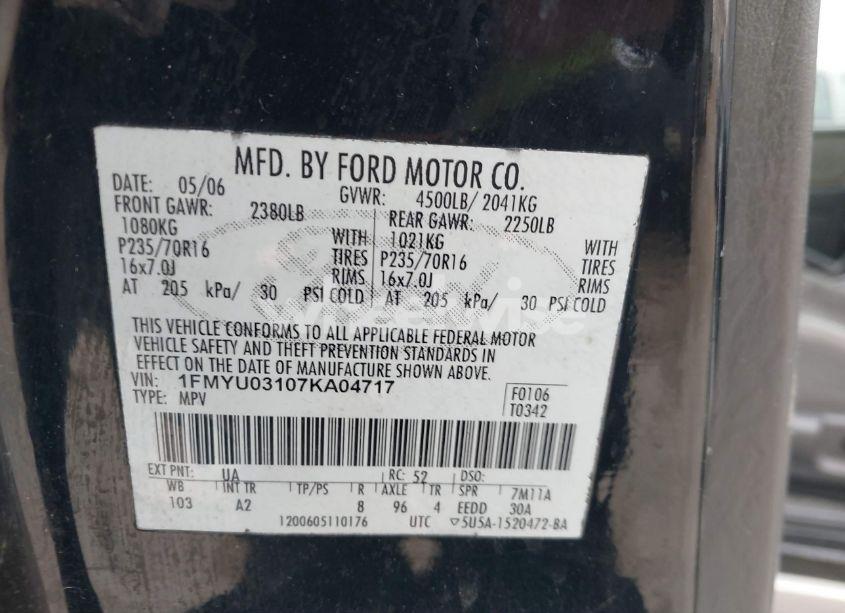 MFD. BY FORD MOTOR CO.
DATE: 05/06 GVWR: 4500LB/ 2041KG
FRONT GAWR: 2380LB REAR GAWR: 2250LB
1080KG WITH 1021KG WITH
P235/70R16 TIRES P235/70R16 TIRES
16x7.0J RIMS 16x7.0J RIMS
AT 205 kPa/ 30 PSI COLD AT 205 kPa/ 30 PSI COLD
THIS VEHICLE CONFORMS TO ALL APPLICABLE FEDERAL MOTOR
VEHICLE SAFETY AND THEFT PREVENTION STANDARDS IN
EFFECT ON THE DATE OF MANUFACTURE SHOWN ABOVE.
VIN: 1FMYU03107KA04717 F0106
TYPE: MPV T0342
EXT PNT: UA RC: 52 DSO:
WB INT TR TP/PS R AXLE TR SPR 7M11A
103 A2 8 96 4 EEDD 30A
1200605110176 UTC ▽5U5A-1520472-BA
wheelwise